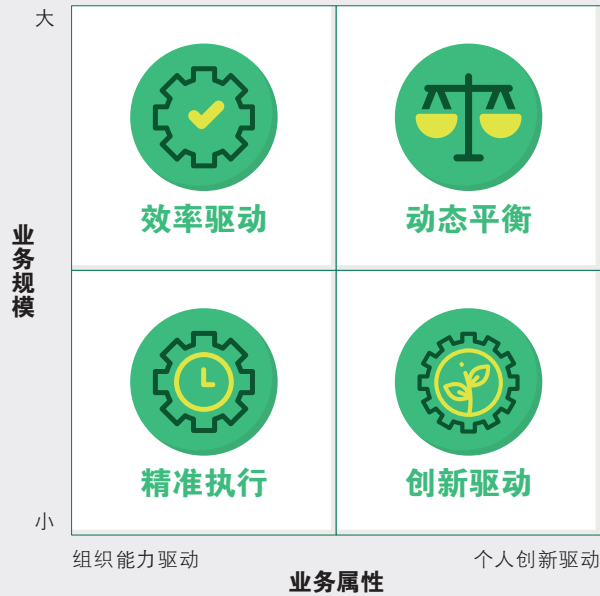 大
效率驱动
动态平衡
业务规模
精准执行
创新驱动
小
组织能力驱动
个人创新驱动
业务属性